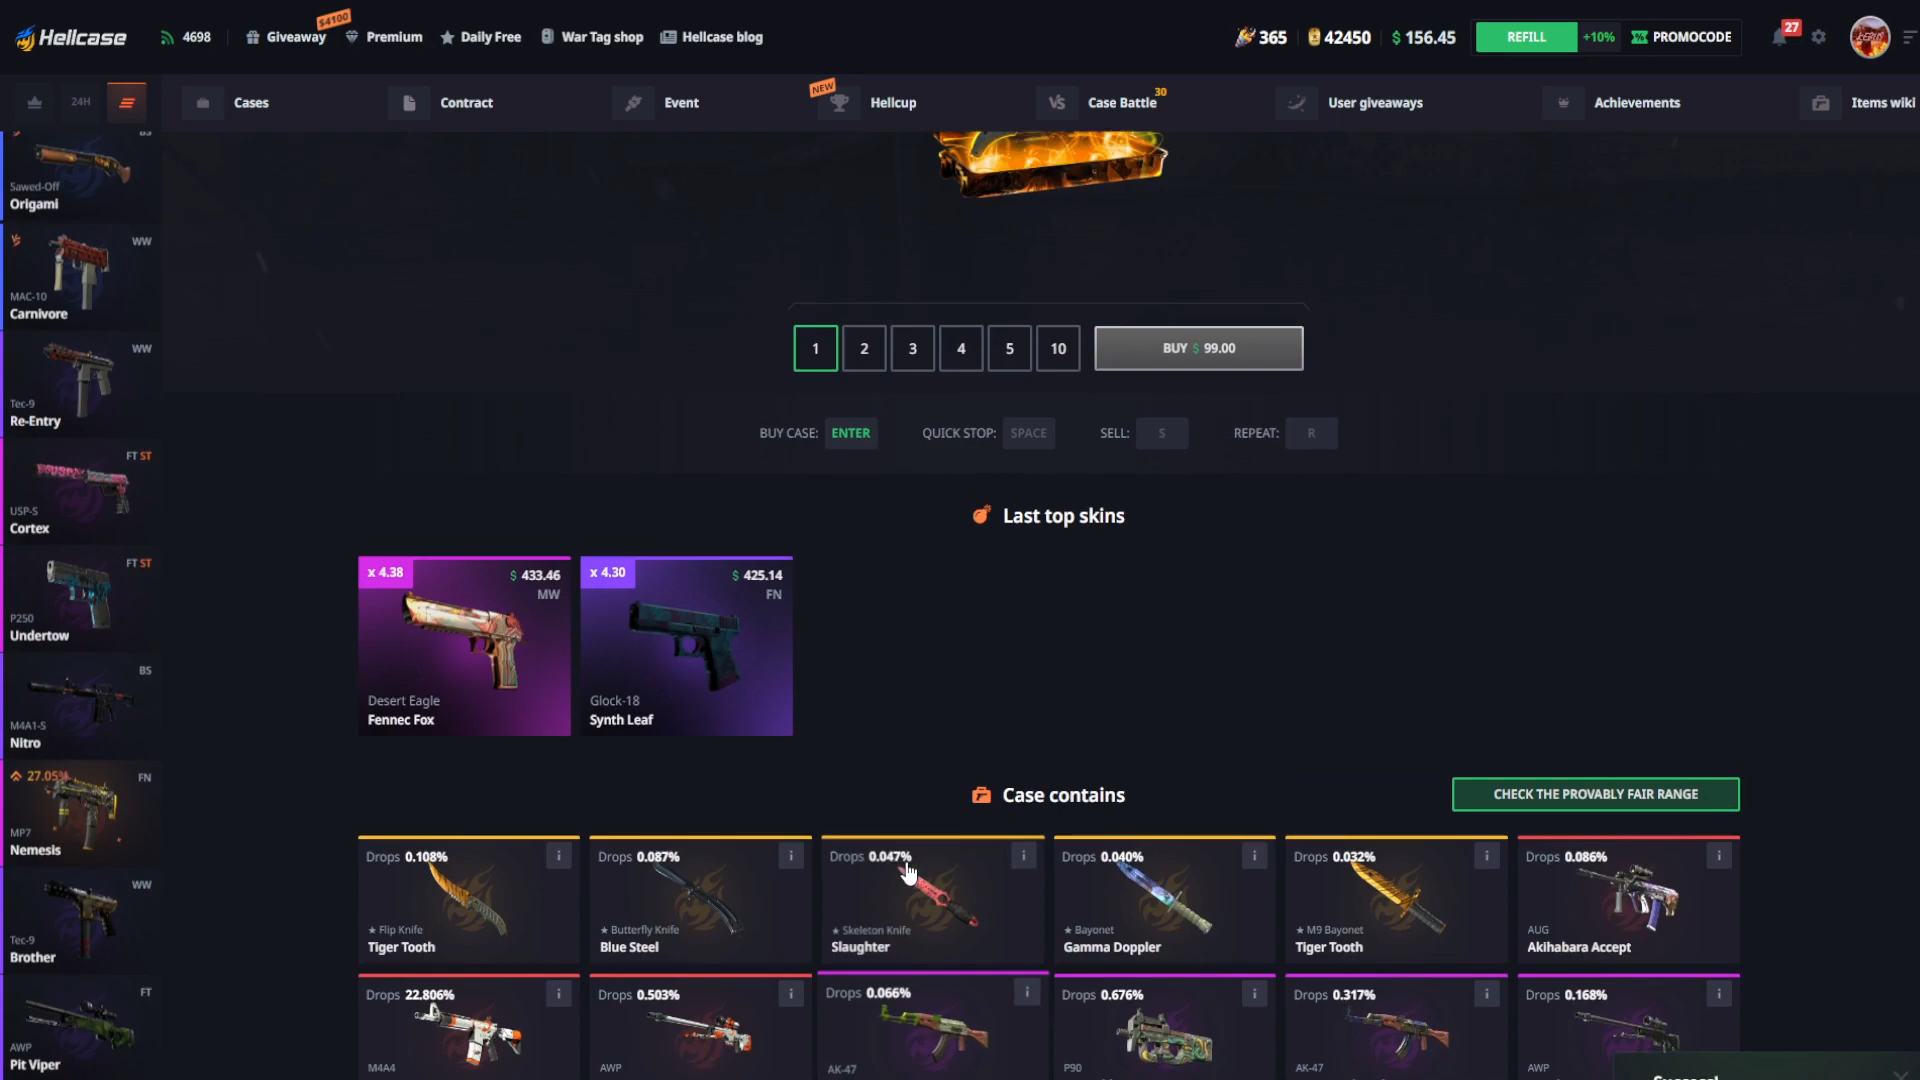 Hellcase
4698
Giveaway
$4100
Premium
Daily Free
War Tag shop
Hellcase blog
365
42450
$ 156.45
REFILL
+10%
PROMOCODE
27
24H
Cases
Contract
Event
NEW
Hellcup
VS
Case Battle
30
User giveaways
Achievements
Items wiki
BS
Sawed-Off
Origami
WW
MAC-10
Carnivore
WW
Tec-9
Re-Entry
FT ST
USP-S
Cortex
FT ST
P250
Undertow
BS
M4A1-S
Nitro
27.05%
FN
MP7
Nemesis
WW
Tec-9
Brother
FT
AWP
Pit Viper
1
2
3
4
5
10
BUY $ 99.00
BUY CASE: ENTER
QUICK STOP: SPACE
SELL: S
REPEAT: R
Last top skins
x 4.38
$ 433.46
MW
Desert Eagle
Fennec Fox
x 4.30
$ 425.14
FN
Glock-18
Synth Leaf
Case contains
CHECK THE PROVABLY FAIR RANGE
Drops 0.108%
★ Flip Knife
Tiger Tooth
Drops 0.087%
★ Butterfly Knife
Blue Steel
Drops 0.047%
★ Skeleton Knife
Slaughter
Drops 0.040%
★ Bayonet
Gamma Doppler
Drops 0.032%
★ M9 Bayonet
Tiger Tooth
Drops 0.086%
AUG
Akihabara Accept
Drops 22.806%
M4A4
Drops 0.503%
AWP
Drops 0.066%
AK-47
Drops 0.676%
P90
Drops 0.317%
AK-47
Drops 0.168%
AWP